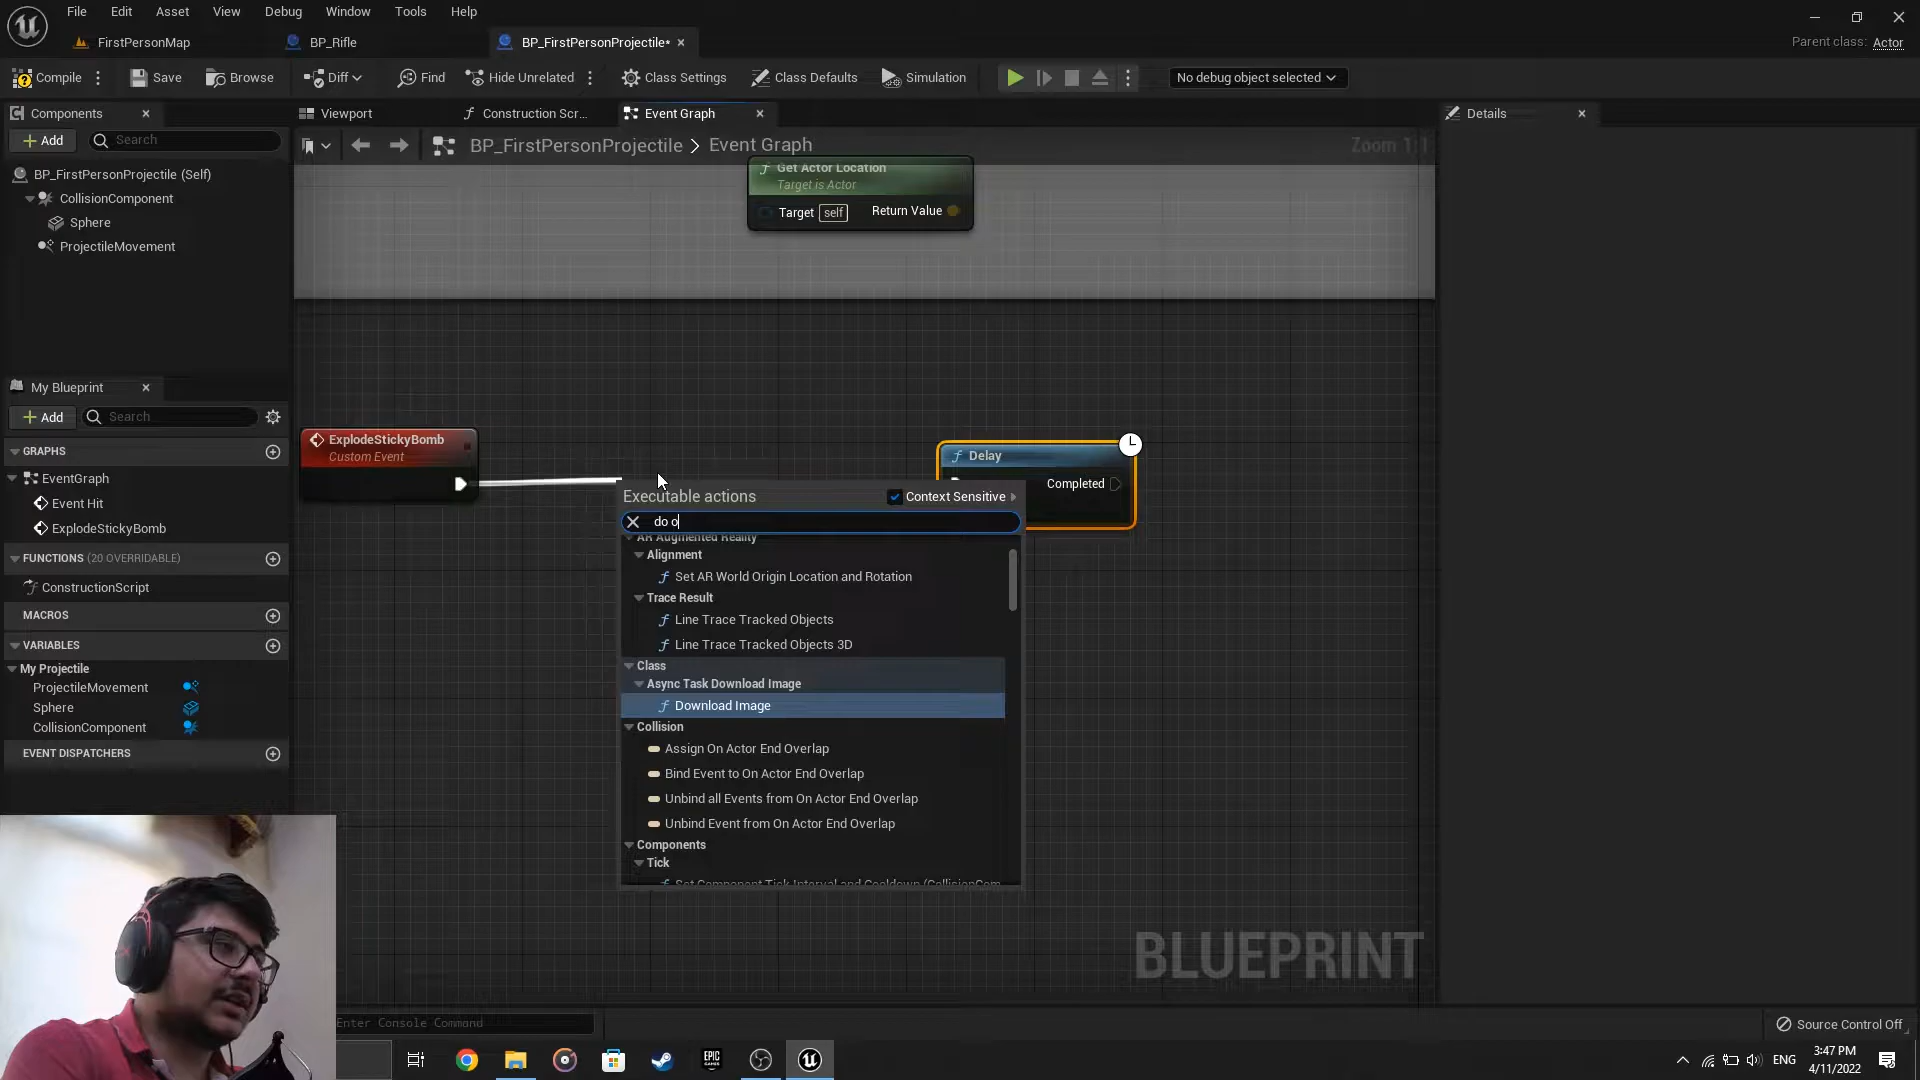 File Edit View Asset Window Debug Tools Help
FirstPersonMap
BP_Rifle
BP_FirstPersonProjectile*
Parent class: Actor
Compile
Save
Browse
Diff
Find
Hide Unrelated
Class Settings
Class Defaults
Simulation
No debug object selected
Components
Viewport
Construction Scr...
Event Graph
Details
Add
Search
BP_FirstPersonProjectile > Event Graph
Zoom 1:1
BP_FirstPersonProjectile (Self)
CollisionComponent
Sphere
ProjectileMovement
Get Actor Location
Target is Actor
Target self
Return Value
My Blueprint
Add
Search
GRAPHS
EventGraph
Event Hit
ExplodeStickyBomb
FUNCTIONS (20 OVERRIDABLE)
ConstructionScript
MACROS
VARIABLES
My Projectile
ProjectileMovement
Sphere
CollisionComponent
EVENT DISPATCHERS
ExplodeStickyBomb
Custom Event
Delay
Completed
Executable actions
Context Sensitive
do o
AR Augmented Reality
Alignment
Set AR World Origin Location and Rotation
Trace Result
Line Trace Tracked Objects
Line Trace Tracked Objects 3D
Class
Async Task Download Image
Download Image
Collision
Assign On Actor End Overlap
Bind Event to On Actor End Overlap
Unbind all Events from On Actor End Overlap
Unbind Event from On Actor End Overlap
Components
Tick
Set Component Tick Interval and Cooldown (CollisionCom
BLUEPRINT
Enter Console Command
Source Control Off
EPIC
GAMES
ENG
3:47 PM
4/11/2022